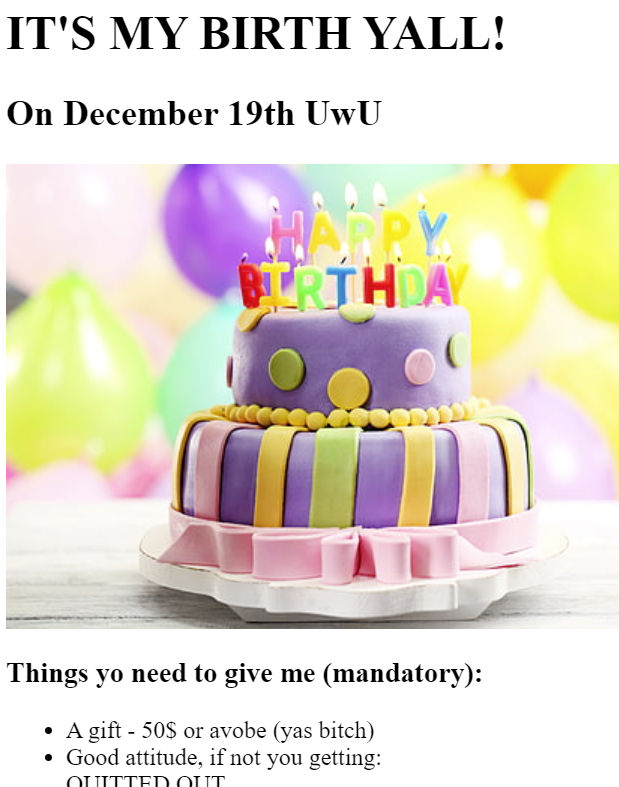 IT'S MY BIRTH YALL!
On December 19th UwU
HAPPY
BIRTHDAY
Things yo need to give me (mandatory):
A gift - 50$ or avobe (yas bitch)
Good attitude, if not you getting:
QUITTED OUT